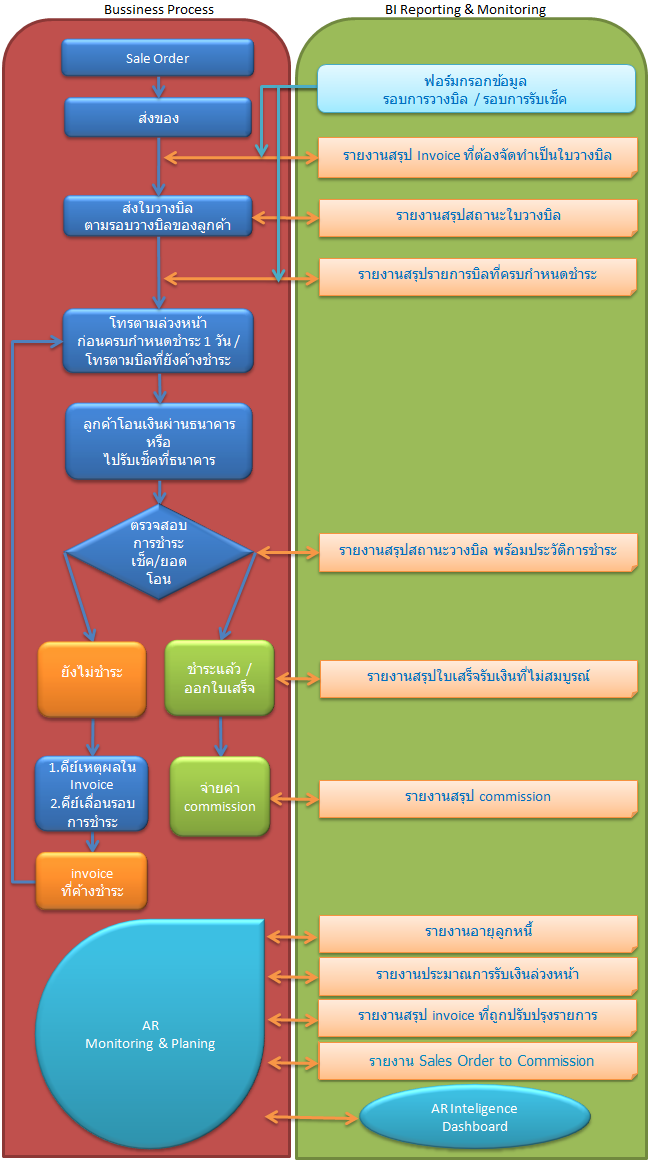 Bussiness Process
BI Reporting & Monitoring
Sale Order
ส่งของ
ฟอร์มกรอกข้อมูล
รอบการวางบิล / รอบการรับเช็ค
รายงานสรุป Invoice ที่ต้องจัดทำเป็นใบวางบิล
ส่งใบวางบิล
ตามรอบวางบิลของลูกค้า
รายงานสรุปสถานะใบวางบิล
รายงานสรุปรายการบิลที่ครบกำหนดชำระ
โทรตามล่วงหน้า
ก่อนครบกำหนดชำระ 1 วัน /
โทรตามบิลที่ยังค้างชำระ
ลูกค้าโอนเงินผ่านธนาคาร
หรือ
ไปรับเช็คที่ธนาคาร
ตรวจสอบ
การชำระ
เช็ค/ยอด
โอน
รายงานสรุปสถานะวางบิล พร้อมประวัติการชำระ
ยังไม่ชำระ
ชำระแล้ว /
ออกใบเสร็จ
รายงานสรุปใบเสร็จรับเงินที่ไม่สมบูรณ์
1.คีย์เหตุผลใน
Invoice
2.คีย์เลื่อนรอบ
การชำระ
จ่ายค่า
commission
รายงานสรุป commission
invoice
ที่ค้างชำระ
AR
Monitoring & Planing
รายงานอายุลูกหนี้
รายงานประมาณการรับเงินล่วงหน้า
รายงานสรุป invoice ที่ถูกปรับปรุงรายการ
รายงาน Sales Order to Commission
AR Inteligence
Dashboard